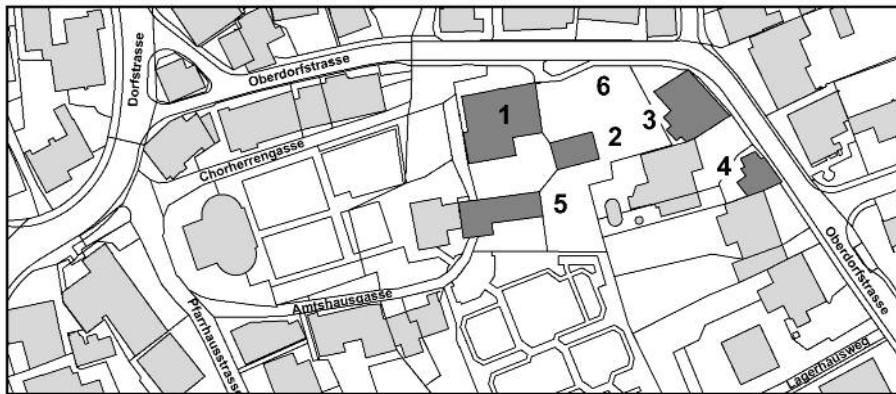 Dorfstrasse
Oberdorfstrasse
6
1
3
2
Chorherrengasse
4
5
Oberdorfstrasse
Amtshausgasse
Pfarrhausstrasse
Lagerhausweg